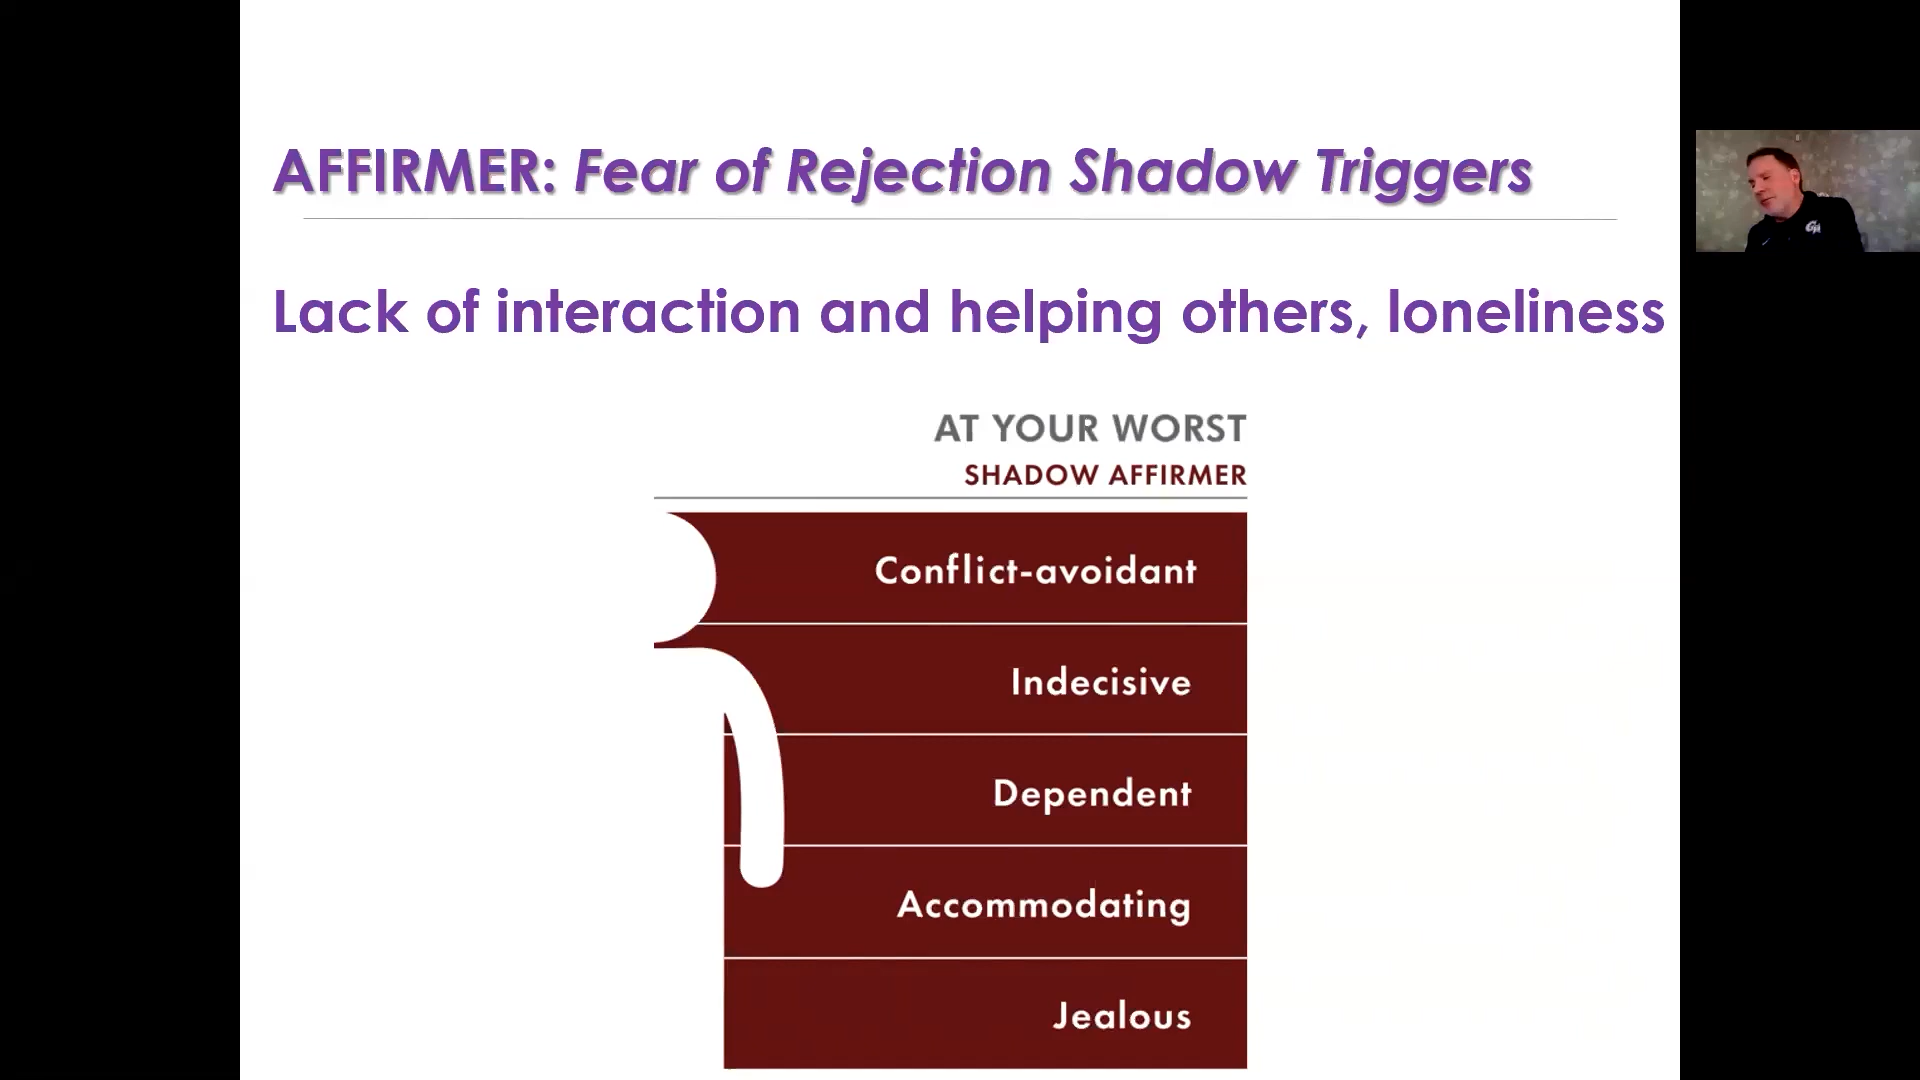 AFFIRMER: Fear of Rejection Shadow Triggers
Lack of interaction and helping others, loneliness
AT YOUR WORST
SHADOW AFFIRMER
Conflict-avoidant
Indecisive
Dependent
Accommodating
Jealous